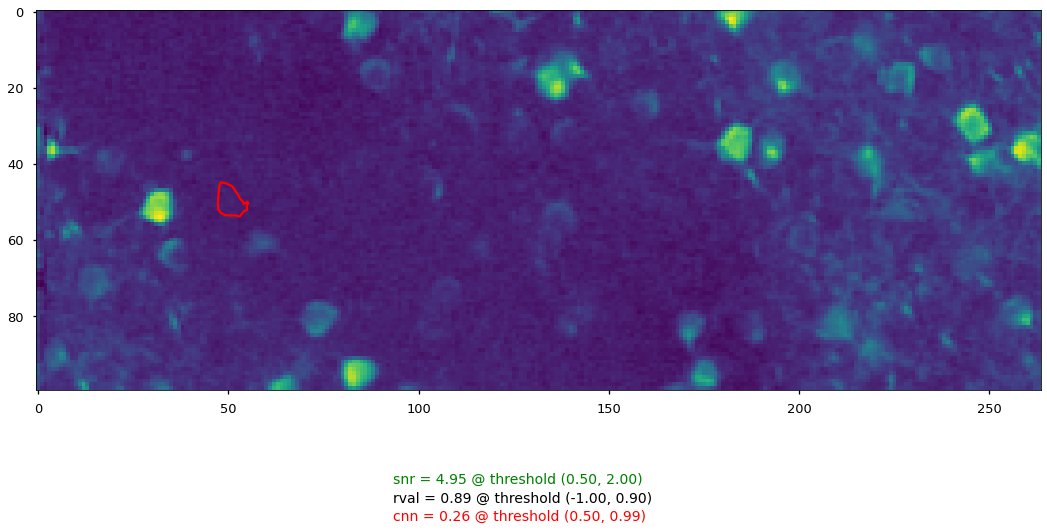 0
20
40
60
80
0 50 100 150 200 250
snr = 4.95 @ threshold (0.50, 2.00)
rval = 0.89 @ threshold (-1.00, 0.90)
cnn = 0.26 @ threshold (0.50, 0.99)